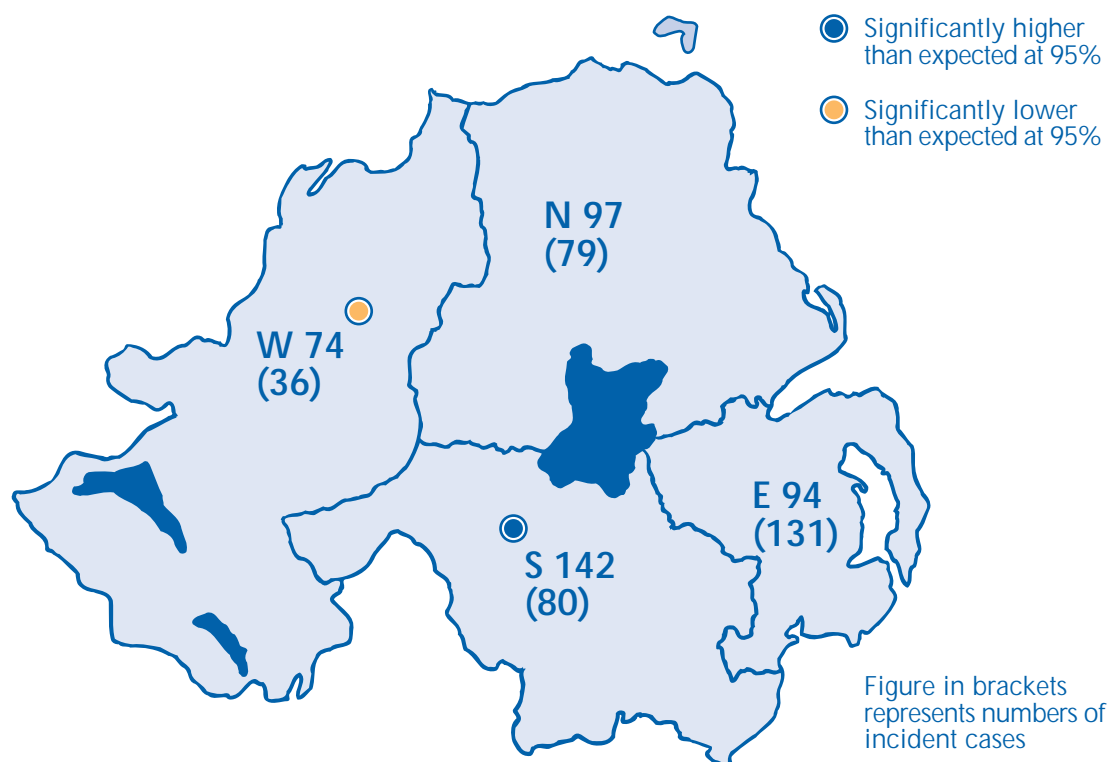 Significantly higher
than expected at 95%
Significantly lower
than expected at 95%
N 97
(79)
W 74
(36)
E 94
(131)
S 142
(80)
Figure in brackets
represents numbers of
incident cases